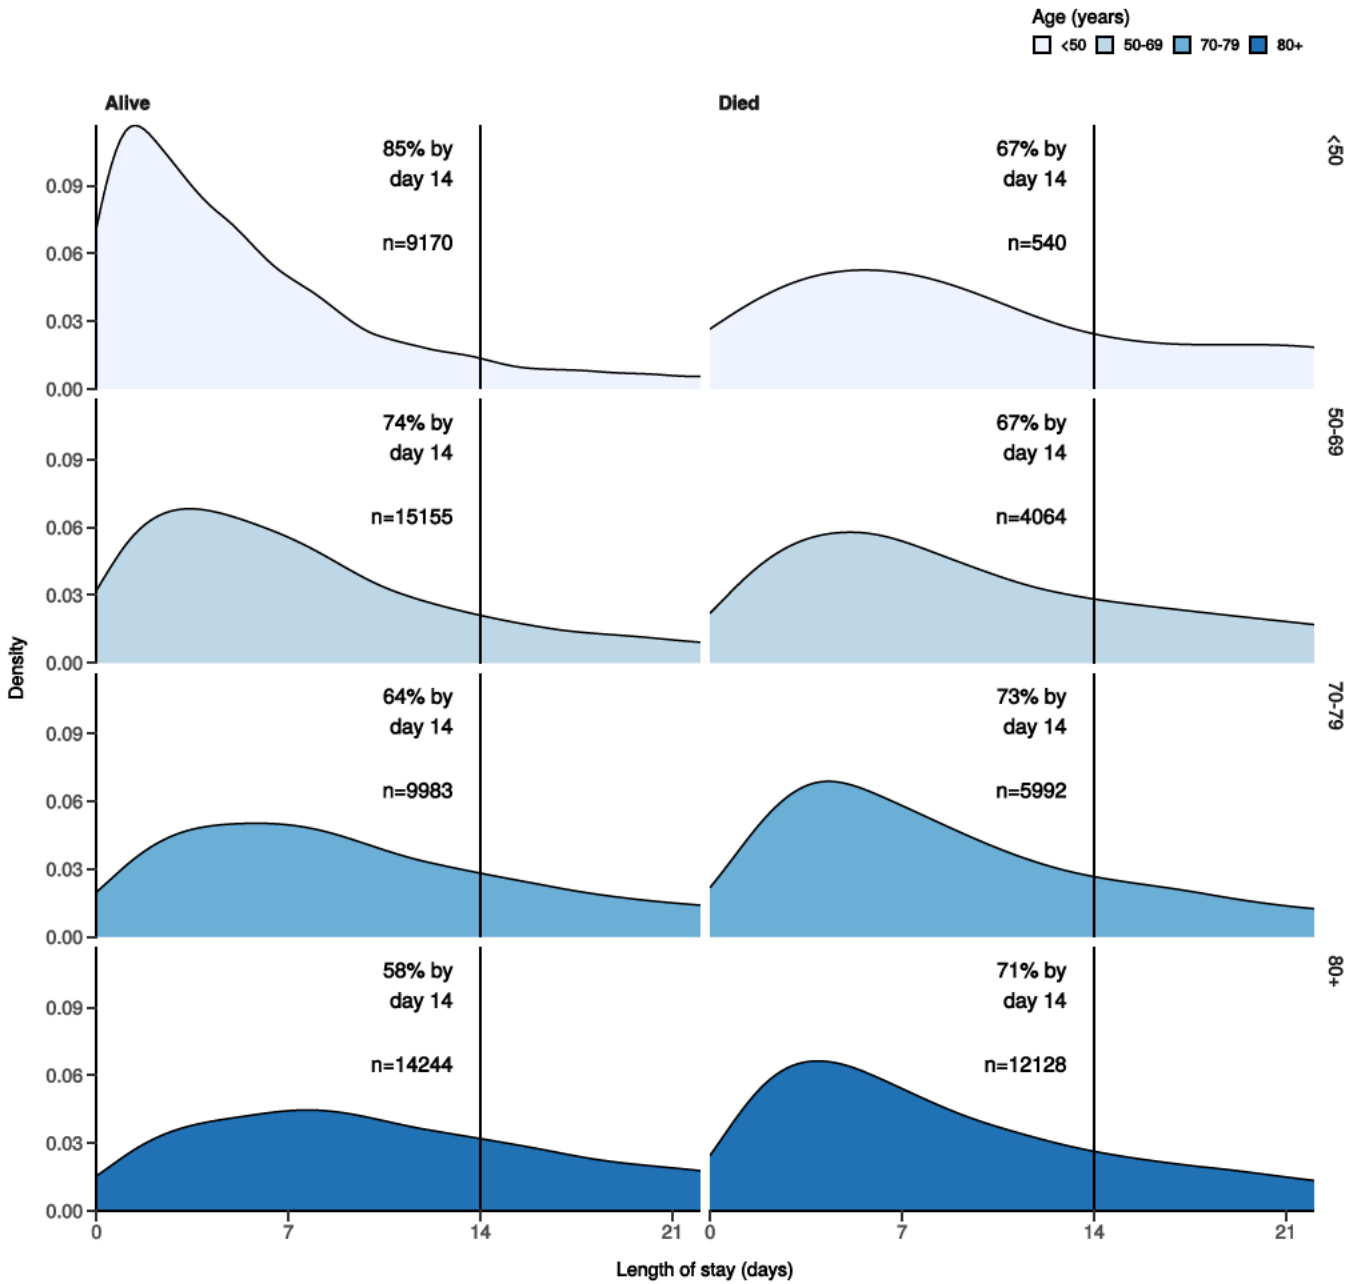 Age (years)
<50 50-69 70-79 80+
Alive Died
85% by
day 14
n=9170
67% by
day 14
n=540
<50
0.09
0.06
0.03
0.00
74% by
day 14
n=15155
67% by
day 14
n=4064
50-69
0.09
0.06
0.03
0.00
64% by
day 14
n=9983
73% by
day 14
n=5992
70-79
0.09
0.06
0.03
0.00
58% by
day 14
n=14244
71% by
day 14
n=12128
80+
0.09
0.06
0.03
0.00
0 7 14 21 0 7 14 21
Density
Length of stay (days)